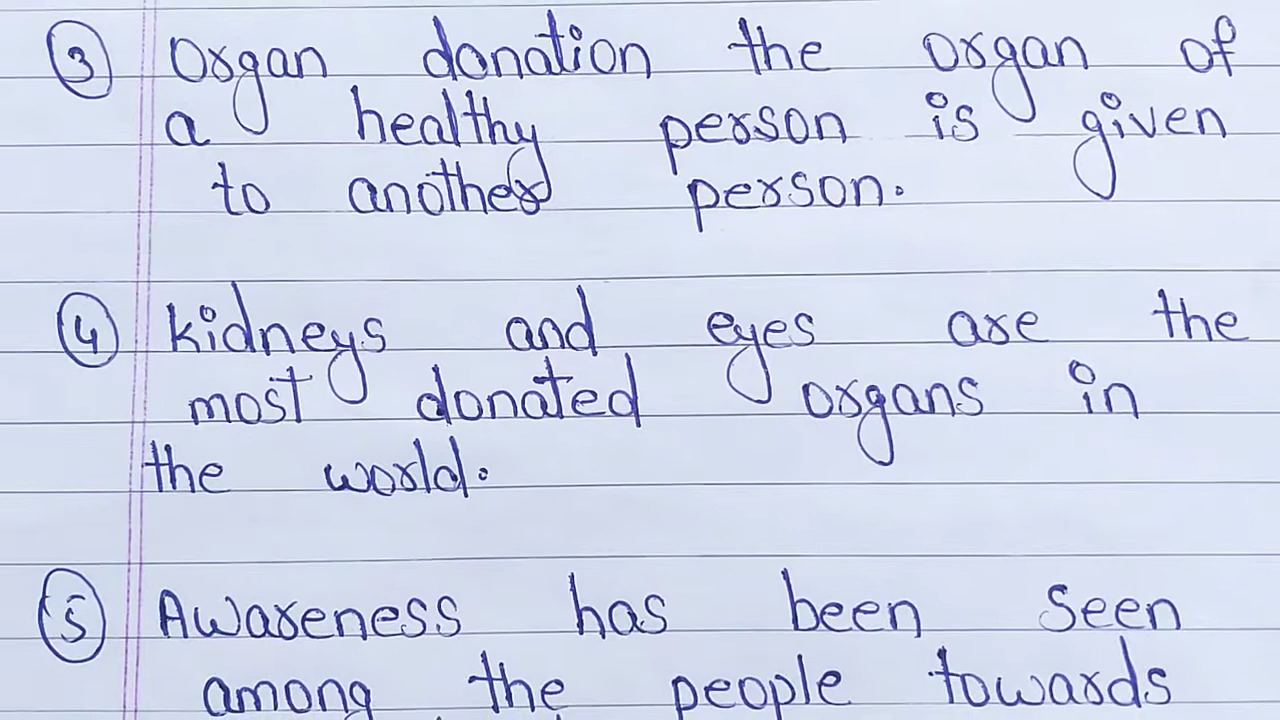 3 Organ donation the organ of
a healthy person is given
to another person.
4 Kidneys and eyes are the
most donated organs in
the world.
5 Awareness has been seen
among the people towards